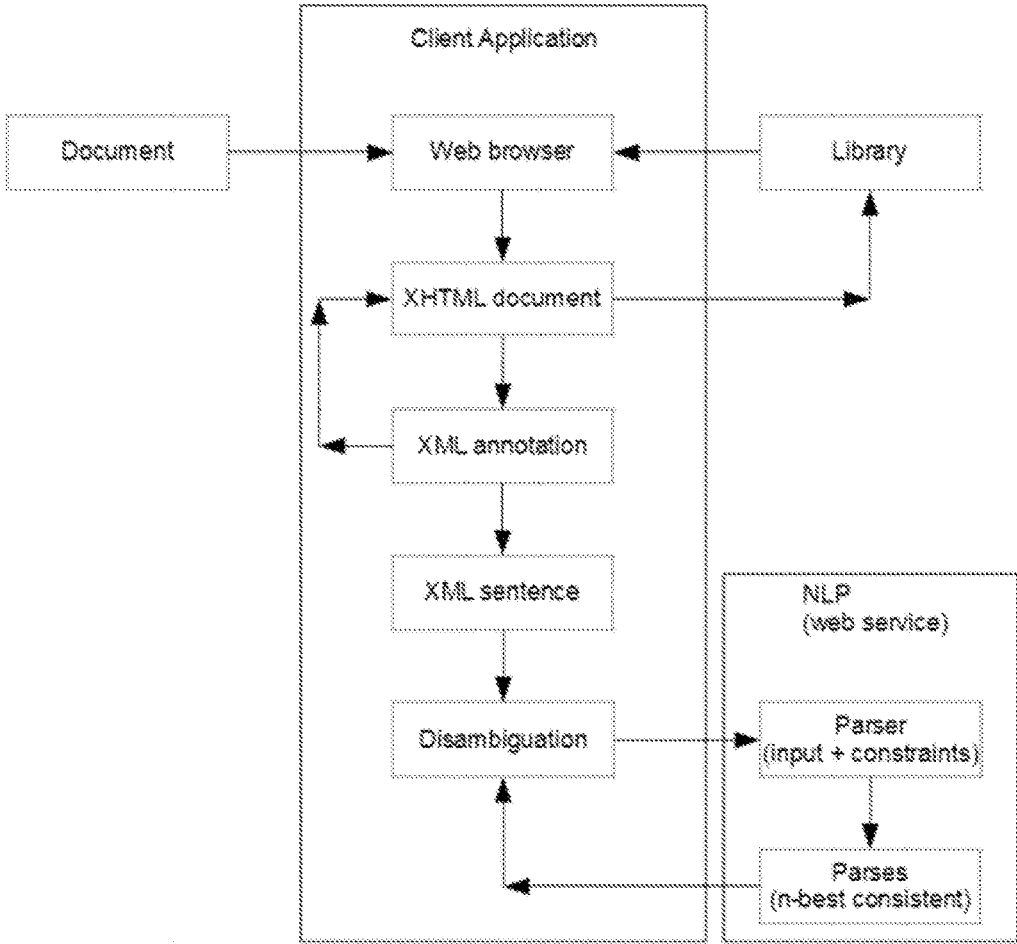 Client Application
Document
Web browser
Library
XHTML document
XML annotation
XML sentence
NLP
(web service)
Disambiguation
Parser
(input + constraints)
Parses
(n-best consistent)